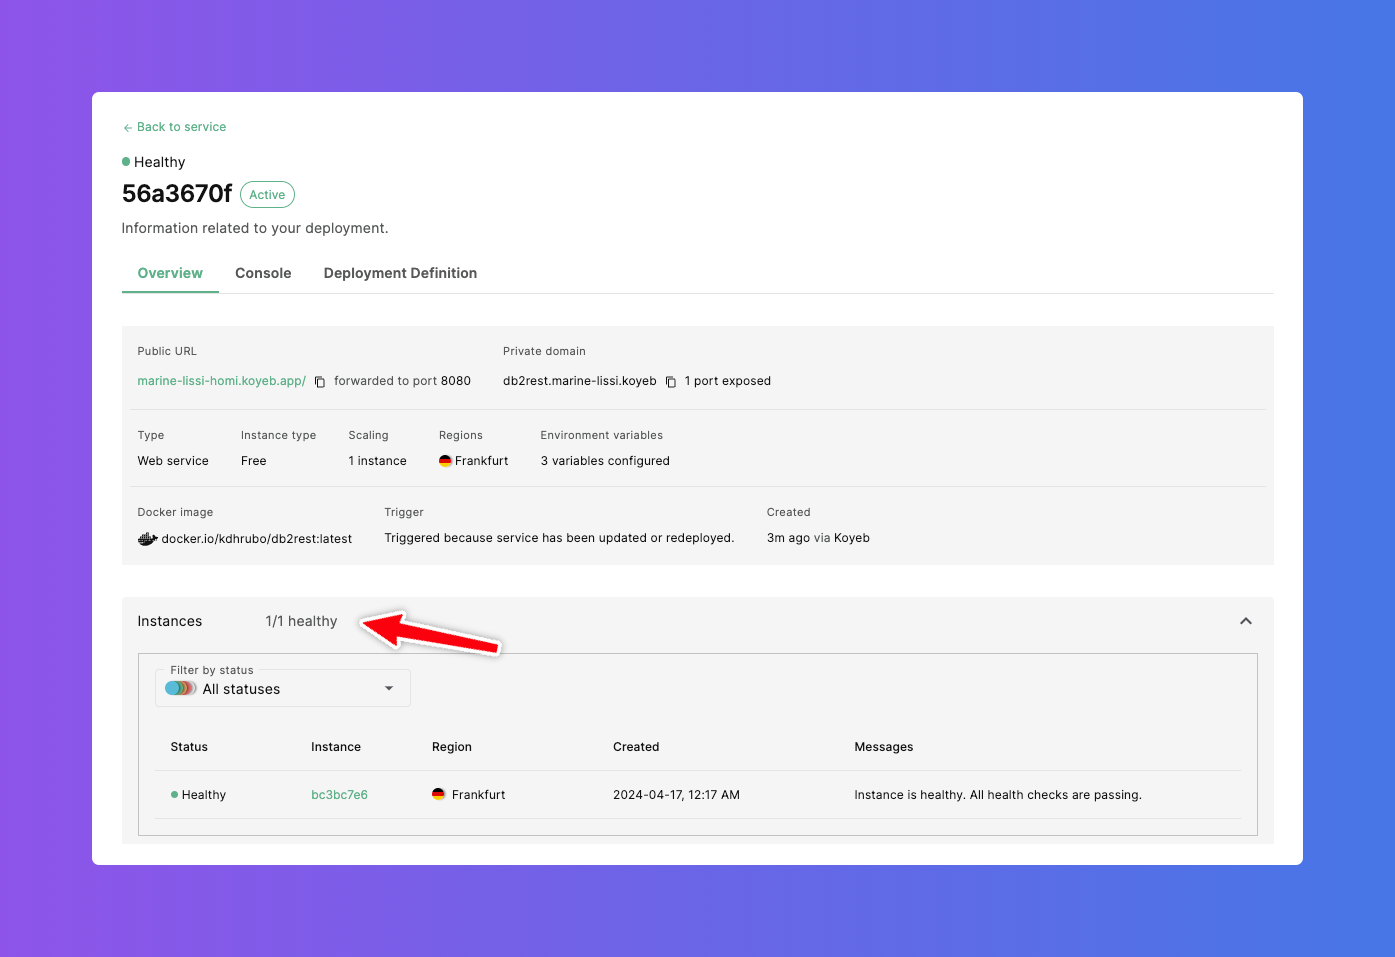 ← Back to service
Healthy
56a3670f Active
Information related to your deployment.
Overview Console Deployment Definition
Public URL Private domain
marine-lissi-homi.koyeb.app/ forwarded to port 8080 db2rest.marine-lissi.koyeb 1 port exposed
Type Instance type Scaling Regions Environment variables
Web service Free 1 instance Frankfurt 3 variables configured
Docker image Trigger Created
docker.io/kdhrubo/db2rest:latest Triggered because service has been updated or redeployed. 3m ago via Koyeb
Instances 1/1 healthy
Filter by status
All statuses
Status Instance Region Created Messages
Healthy bc3bc7e6 Frankfurt 2024-04-17, 12:17 AM Instance is healthy. All health checks are passing.